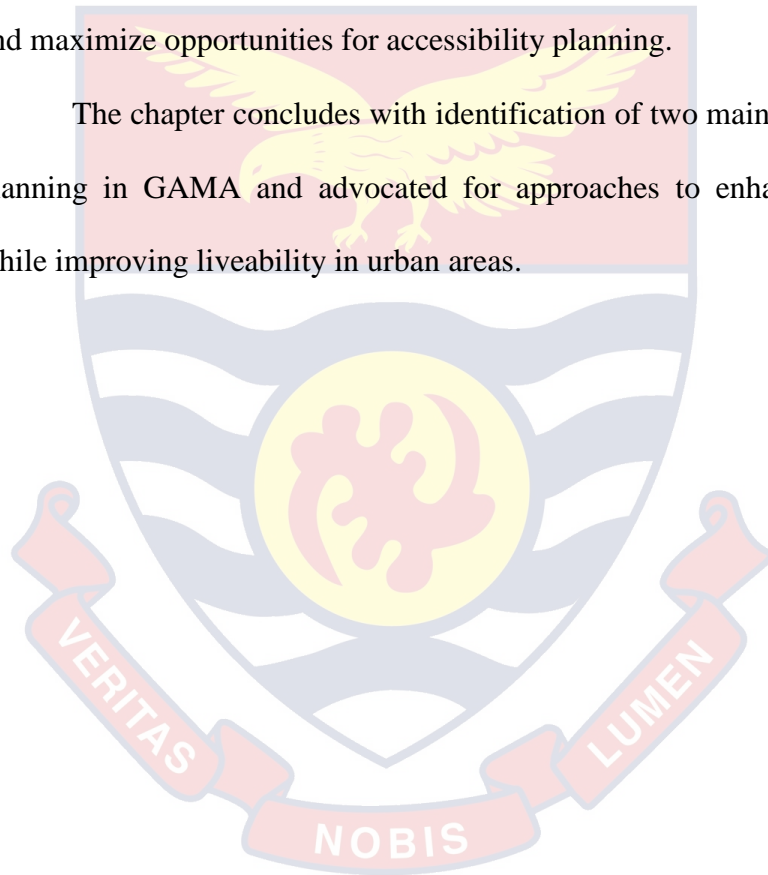 nd maximize opportunities for accessibility planning.
The chapter concludes with identification of two main
lanning in GAMA and advocated for approaches to enha
hile improving liveability in urban areas.
VERITAS
NOBIS
LUMEN